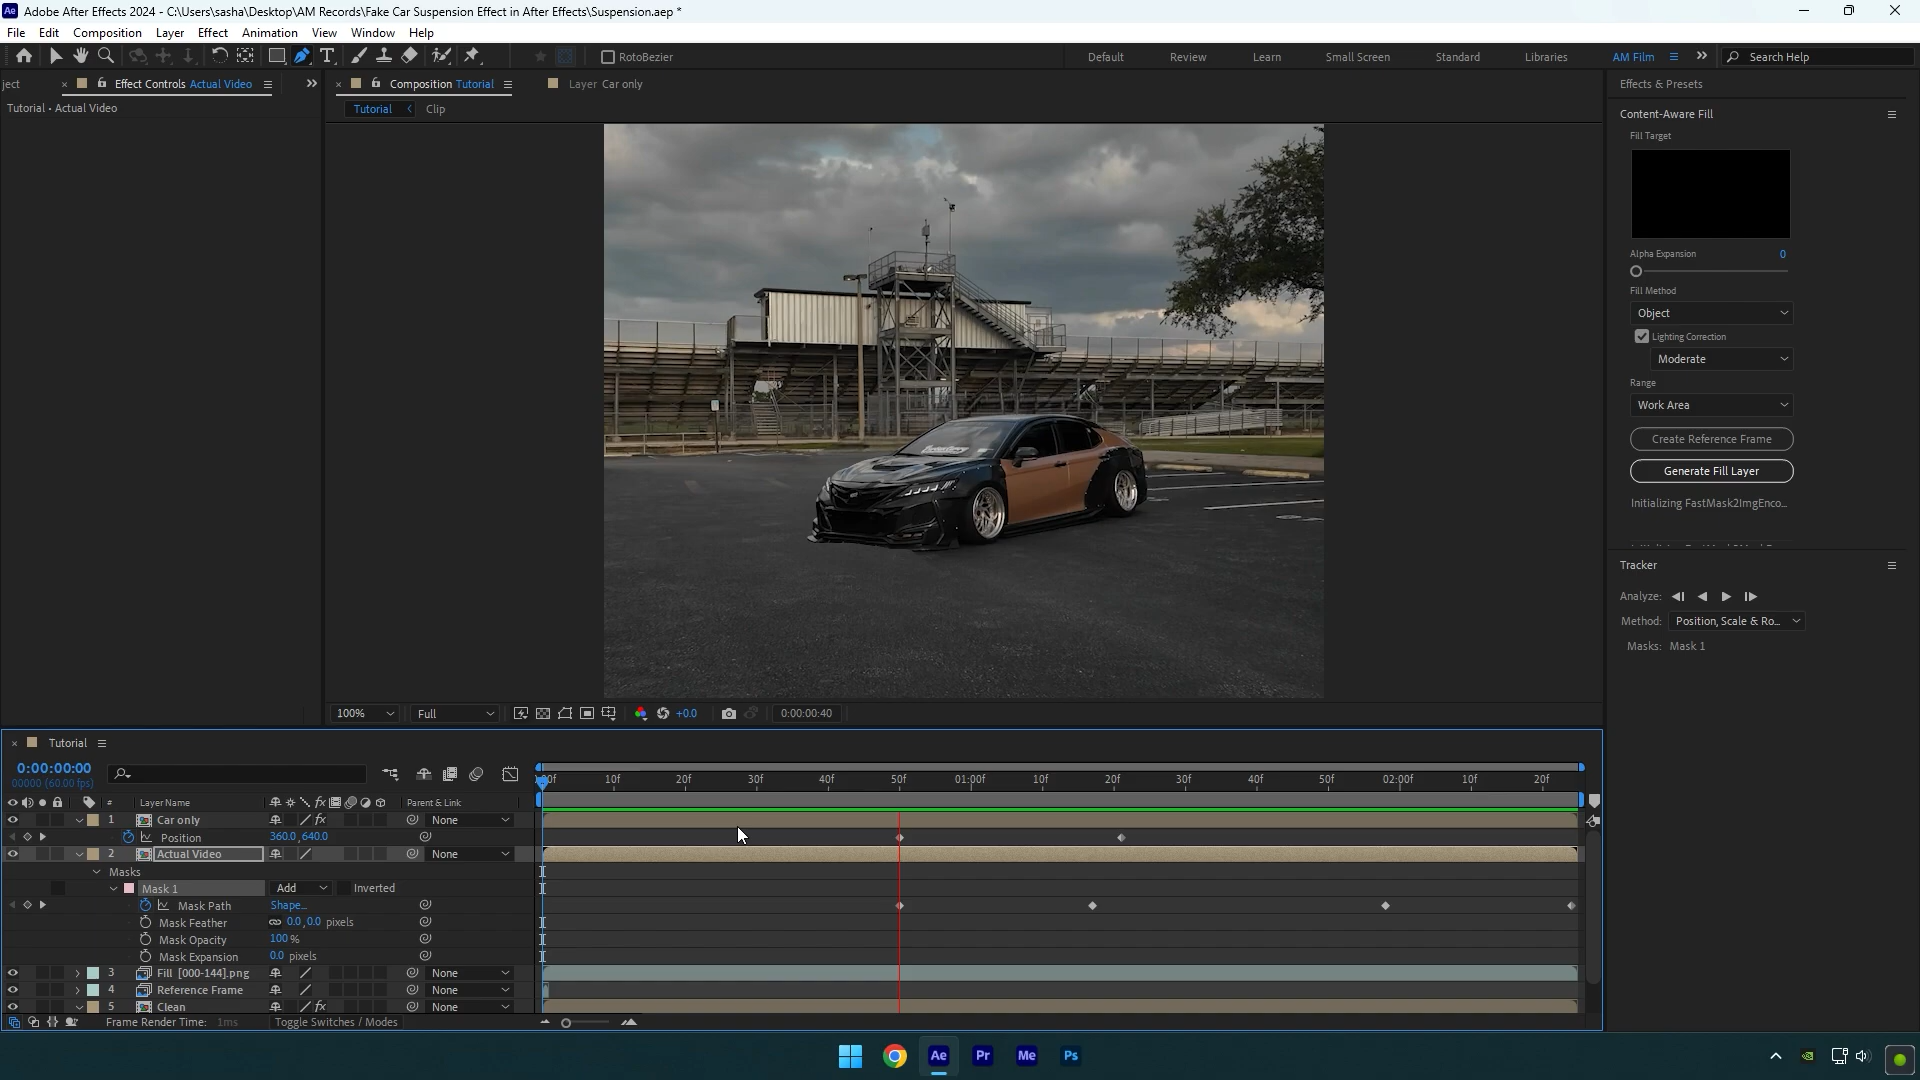 Adobe After Effects 2024 - C:\Users\sasha\Desktop\AM Records\Fake Car Suspension Effect in After Effects\Suspension.aep *
File Edit Composition Layer Effect Animation View Window Help
RotoBezier
Default Review Learn Small Screen Standard Libraries AM Film Search Help
ject Effect Controls Actual Video
Composition Tutorial Layer Car only
Tutorial • Actual Video
Tutorial Clip
Effects & Presets
Content-Aware Fill
Fill Target
Alpha Expansion 0
Fill Method
Object
Lighting Correction
Moderate
Range
Work Area
Create Reference Frame
Generate Fill Layer
Initializing FastMask2ImgEnco...
Tracker
Analyze:
Method: Position, Scale & Ro...
Masks: Mask 1
100% Full +0.0 0:00:00:40
Tutorial
0:00:00:00
00000 (60.00 fps)
:00f 10f 20f 30f 40f 50f 01:00f 10f 20f 30f 40f 50f 02:00f 10f 20f
# Layer Name fx Parent & Link
1 Car only fx None
Position 360.0, 640.0
2 Actual Video None
Masks
Mask 1 Add Inverted
Mask Path Shape...
Mask Feather 0.0, 0.0 pixels
Mask Opacity 100 %
Mask Expansion 0.0 pixels
3 Fill [000-144].png None
4 Reference Frame None
5 Clean fx None
Frame Render Time: 1ms Toggle Switches / Modes
Ae Pr Me Ps